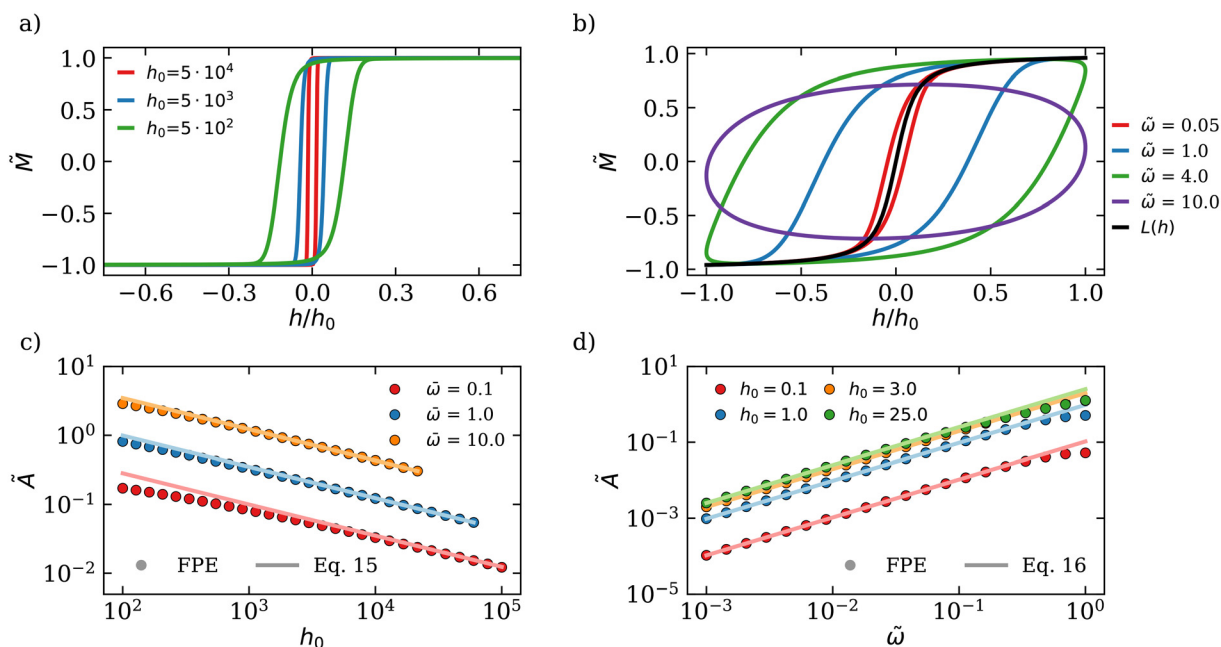 a)
1.0
0.5
0.0
−0.5
−1.0
M̃
h₀=5 · 10⁴
h₀=5 · 10³
h₀=5 · 10²
−0.6 −0.3 0.0 0.3 0.6
h/h₀
b)
1.0
0.5
0.0
−0.5
−1.0
M̃
ω̃ = 0.05
ω̃ = 1.0
ω̃ = 4.0
ω̃ = 10.0
L(h)
−1.0 −0.5 0.0 0.5 1.0
h/h₀
c)
10¹
10⁰
10⁻¹
10⁻²
Ã
ω̄ = 0.1
ω̄ = 1.0
ω̄ = 10.0
FPE Eq. 15
10² 10³ 10⁴ 10⁵
h₀
d)
10¹
10⁻¹
10⁻³
10⁻⁵
Ã
h₀ = 0.1 h₀ = 3.0
h₀ = 1.0 h₀ = 25.0
FPE Eq. 16
10⁻³ 10⁻² 10⁻¹ 10⁰
ω̃